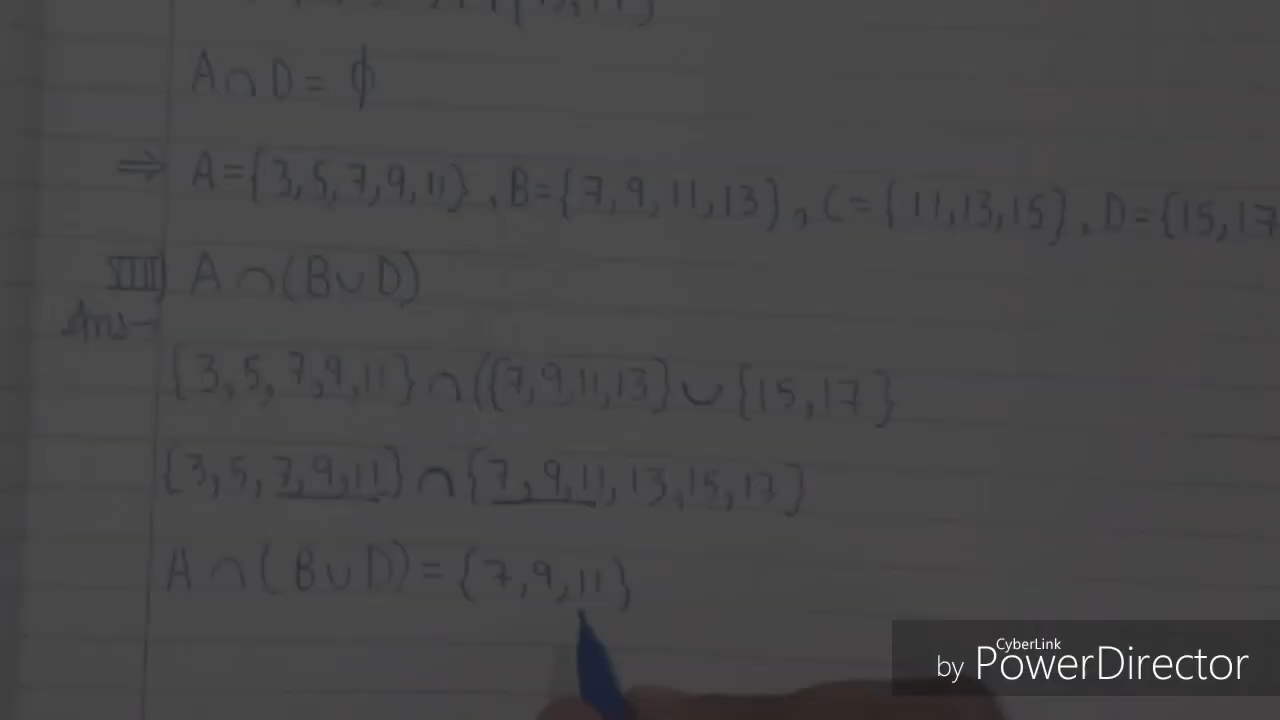 A ∩ D = ϕ
⇒ A = {3, 5, 7, 9, 11} , B = {7, 9, 11, 13} , C = {11, 13, 15} , D = {15, 17
VIII) A ∩ (B ∪ D)
Ans→
{3, 5, 7, 9, 11} ∩ ({7, 9, 11, 13} ∪ {15, 17}
{3, 5, 7, 9, 11} ∩ {7, 9, 11, 13, 15, 17}
A ∩ (B ∪ D) = {7, 9, 11}
CyberLink
by PowerDirector